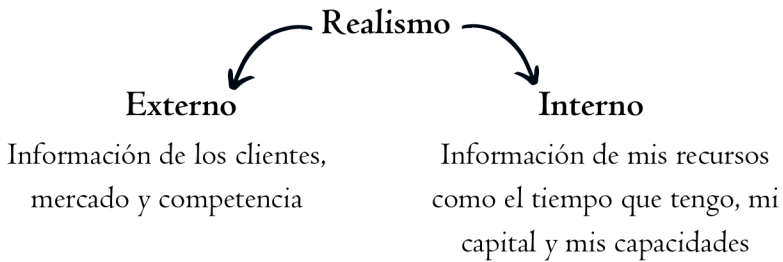 Realismo
Externo
Información de los clientes,
mercado y competencia
Interno
Información de mis recursos
como el tiempo que tengo, mi
capital y mis capacidades